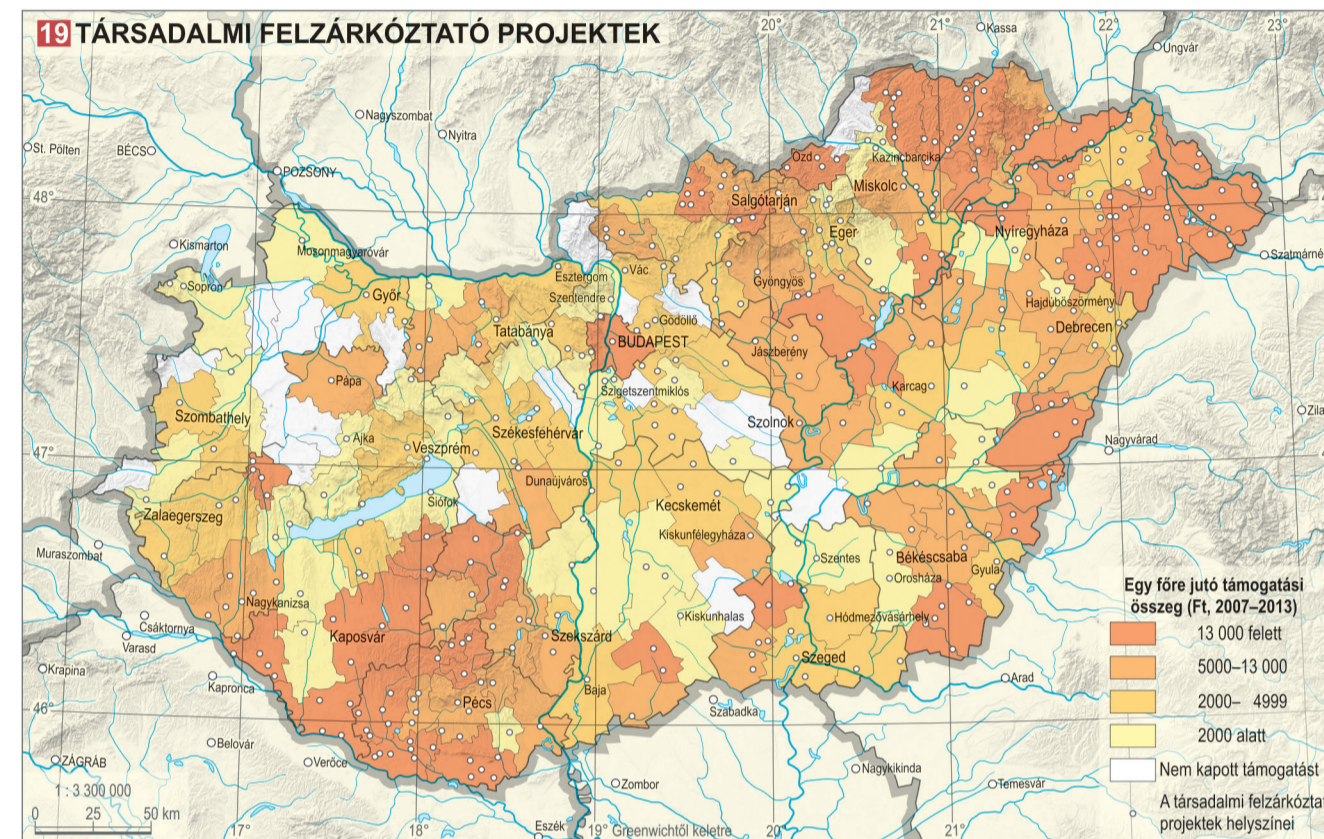 19 TÁRSADALMI FELZÁRKÓZTATÓ PROJEKTEK
20° 21° 22° 23°
Kassa
Ungvár
Nagyszombat
Nyitra
St. Pölten
BÉCS
POZSONY
Ózd
Kazincbarcika
Miskolc
48°
Salgótarján
Eger
Nyíregyháza
Kismarton
Mosonmagyaróvár
Szatmárné
Sopron
Győr
Esztergom
Vác
Szentendre
Gyöngyös
Hajdúböszörmény
Tatabánya
Gödöllő
Debrecen
BUDAPEST
Jászberény
Pápa
Karcag
Szigetszentmiklós
Szombathely
Székesfehérvár
Szolnok
Zila
Ajka
Veszprém
Nagyvárad
47°
Dunaújváros
Siófok
Kecskemét
Zalaegerszeg
Kiskunfélegyháza
Muraszombat
Szentes
Békéscsaba
Orosháza
Gyula
Nagykanizsa
Csáktornya
Varasd
Kaposvár
Szekszárd
Kiskunhalas
Hódmezővásárhely
Szeged
Krapina
Kapronca
Pécs
Baja
Arad
46°
Szabadka
Belovár
ZÁGRÁB
Verőce
Zombor
Nagykikinda
Temesvár
Eszék
1 : 3 300 000
0 25 50 km
17° 18° 19° Greenwichtől keletre 20° 21°
Egy főre jutó támogatási
összeg (Ft, 2007–2013)
13 000 felett
5000–13 000
2000– 4999
2000 alatt
Nem kapott támogatást
A társadalmi felzárkózta
projektek helyszínei